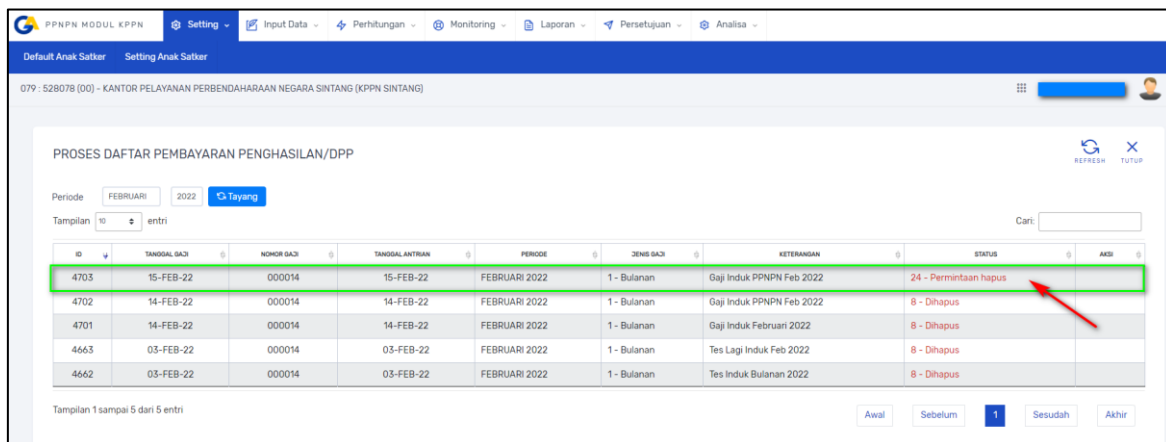 PPNPN MODUL KPPN Setting Input Data Perhitungan Monitoring Laporan Persetujuan Analisa
Default Anak Satker Setting Anak Satker
079 : 528078 (00) - KANTOR PELAYANAN PERBENDAHARAAN NEGARA SINTANG (KPPN SINTANG)
PROSES DAFTAR PEMBAYARAN PENGHASILAN/DPP
REFRESH TUTUP
Periode FEBRUARI 2022 Tayang
Tampilan 10 entri Cari:
ID TANGGAL GAJI NOMOR GAJI TANGGAL ANTRIAN PERIODE JENIS GAJI KETERANGAN STATUS AKSI
4703 15-FEB-22 000014 15-FEB-22 FEBRUARI 2022 1 - Bulanan Gaji Induk PPNPN Feb 2022 24 - Permintaan hapus
4702 14-FEB-22 000014 14-FEB-22 FEBRUARI 2022 1 - Bulanan Gaji Induk PPNPN Feb 2022 8 - Dihapus
4701 14-FEB-22 000014 14-FEB-22 FEBRUARI 2022 1 - Bulanan Gaji Induk Februari 2022 8 - Dihapus
4663 03-FEB-22 000014 03-FEB-22 FEBRUARI 2022 1 - Bulanan Tes Lagi Induk Feb 2022 8 - Dihapus
4662 03-FEB-22 000014 03-FEB-22 FEBRUARI 2022 1 - Bulanan Tes Induk Bulanan 2022 8 - Dihapus
Tampilan 1 sampai 5 dari 5 entri
Awal Sebelum 1 Sesudah Akhir